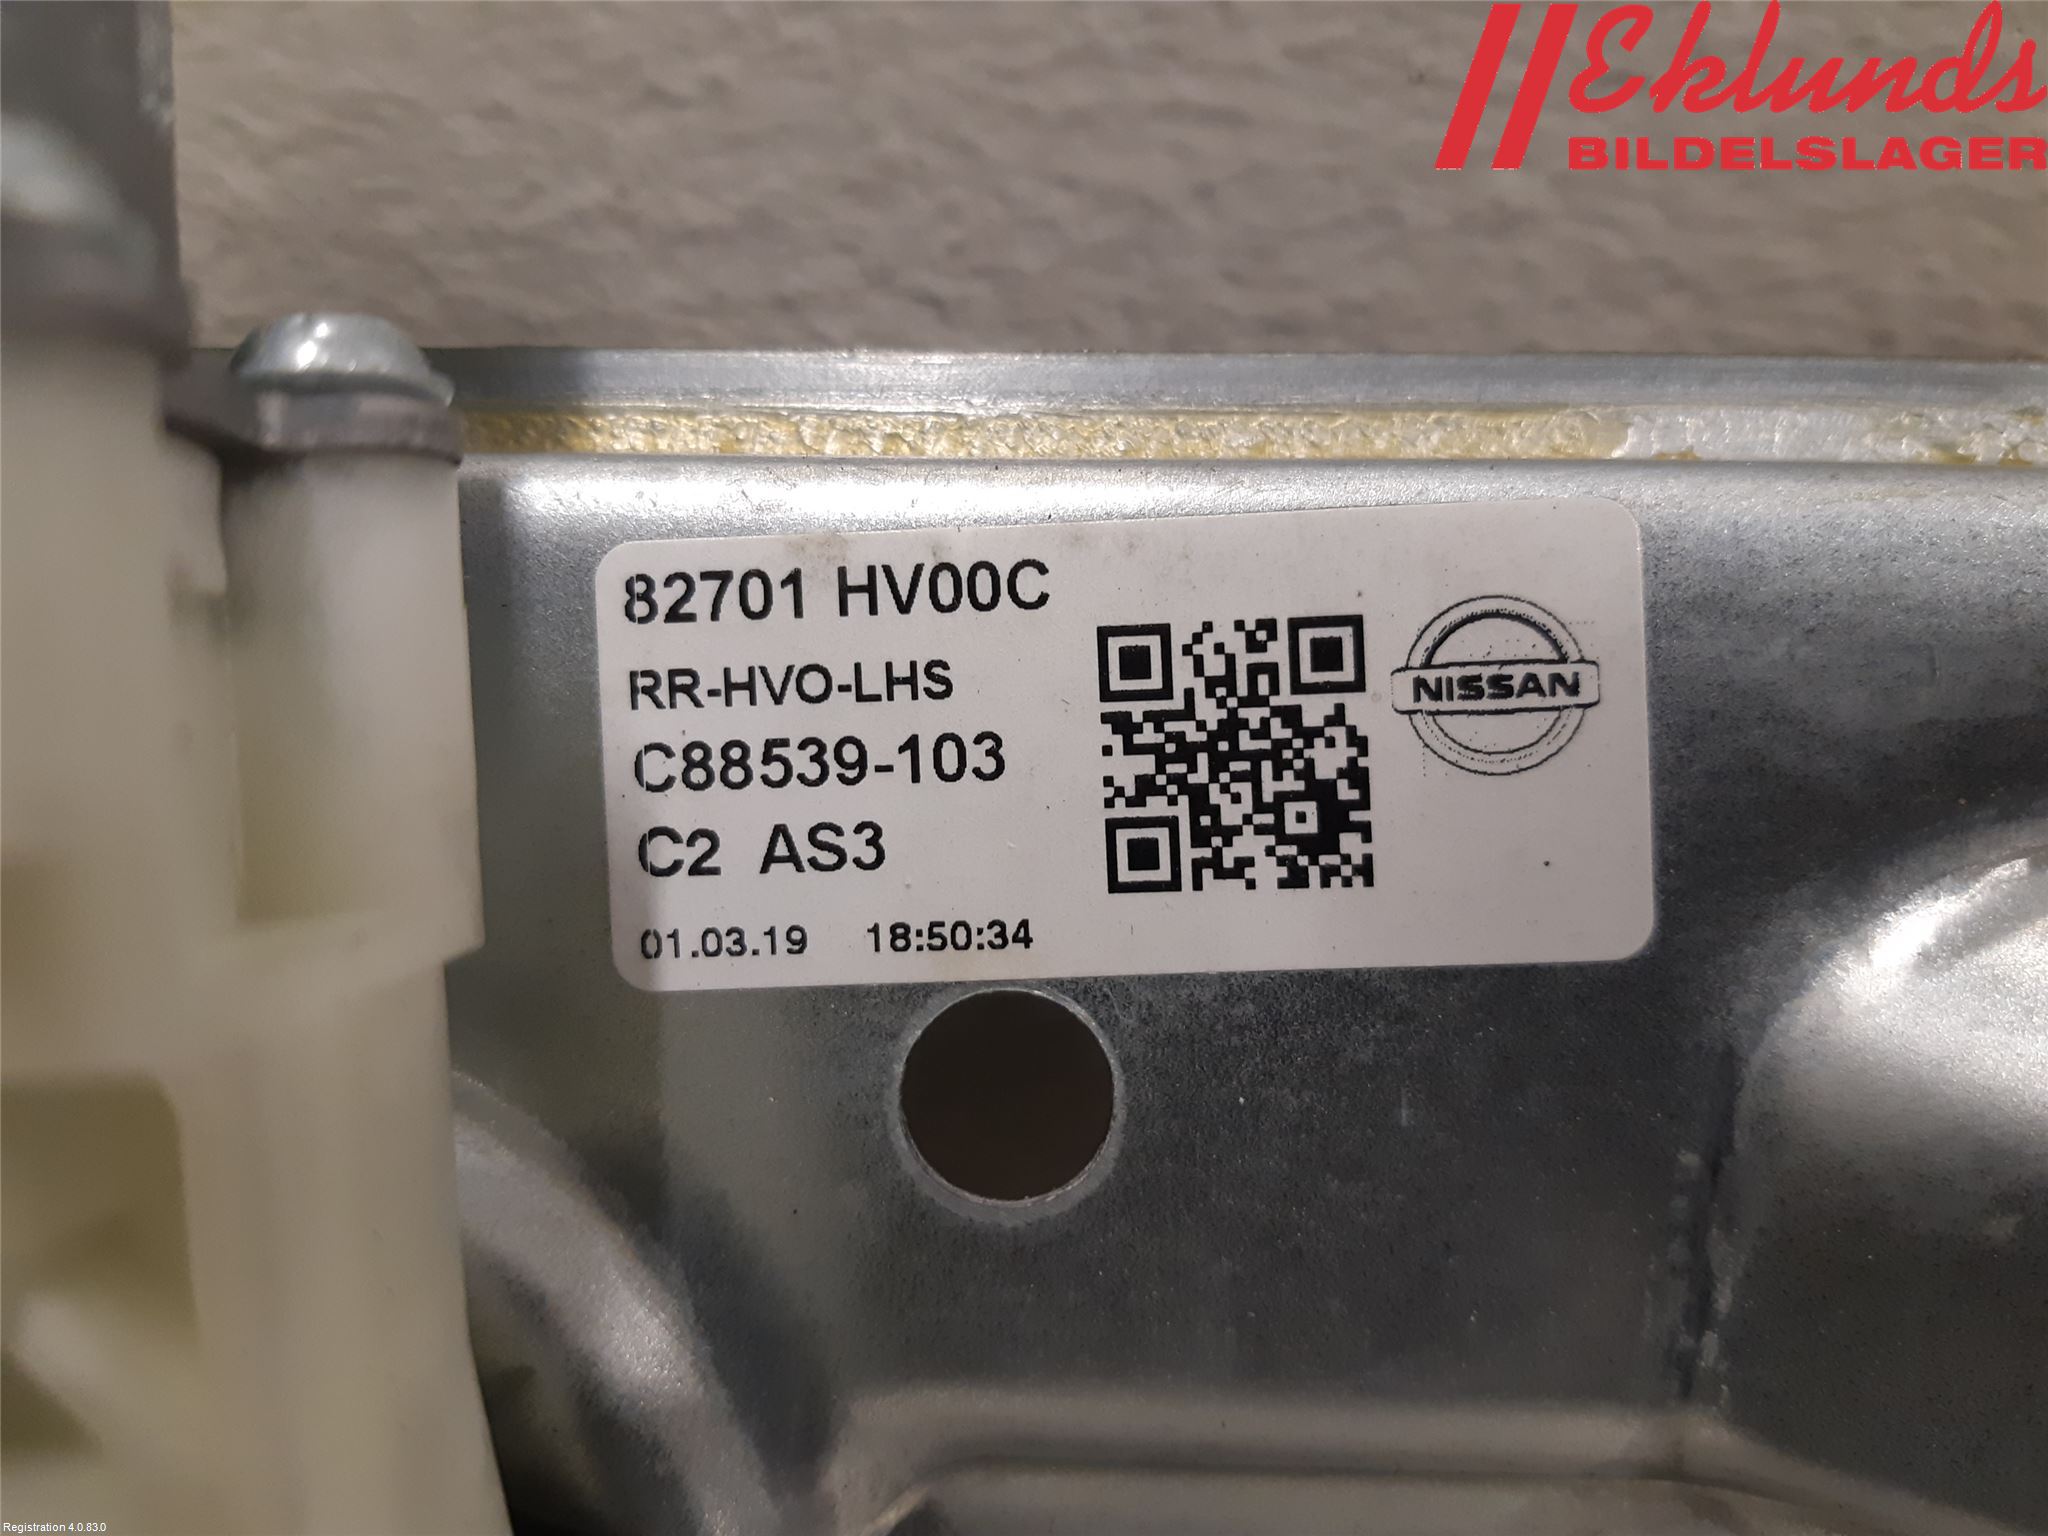 Eklunds
BILDELSLAGER
82701 HV00C
RR-HVO-LHS
C88539-103
C2 AS3
01.03.19 18:50:34
NISSAN
Registration 4.0.83.0